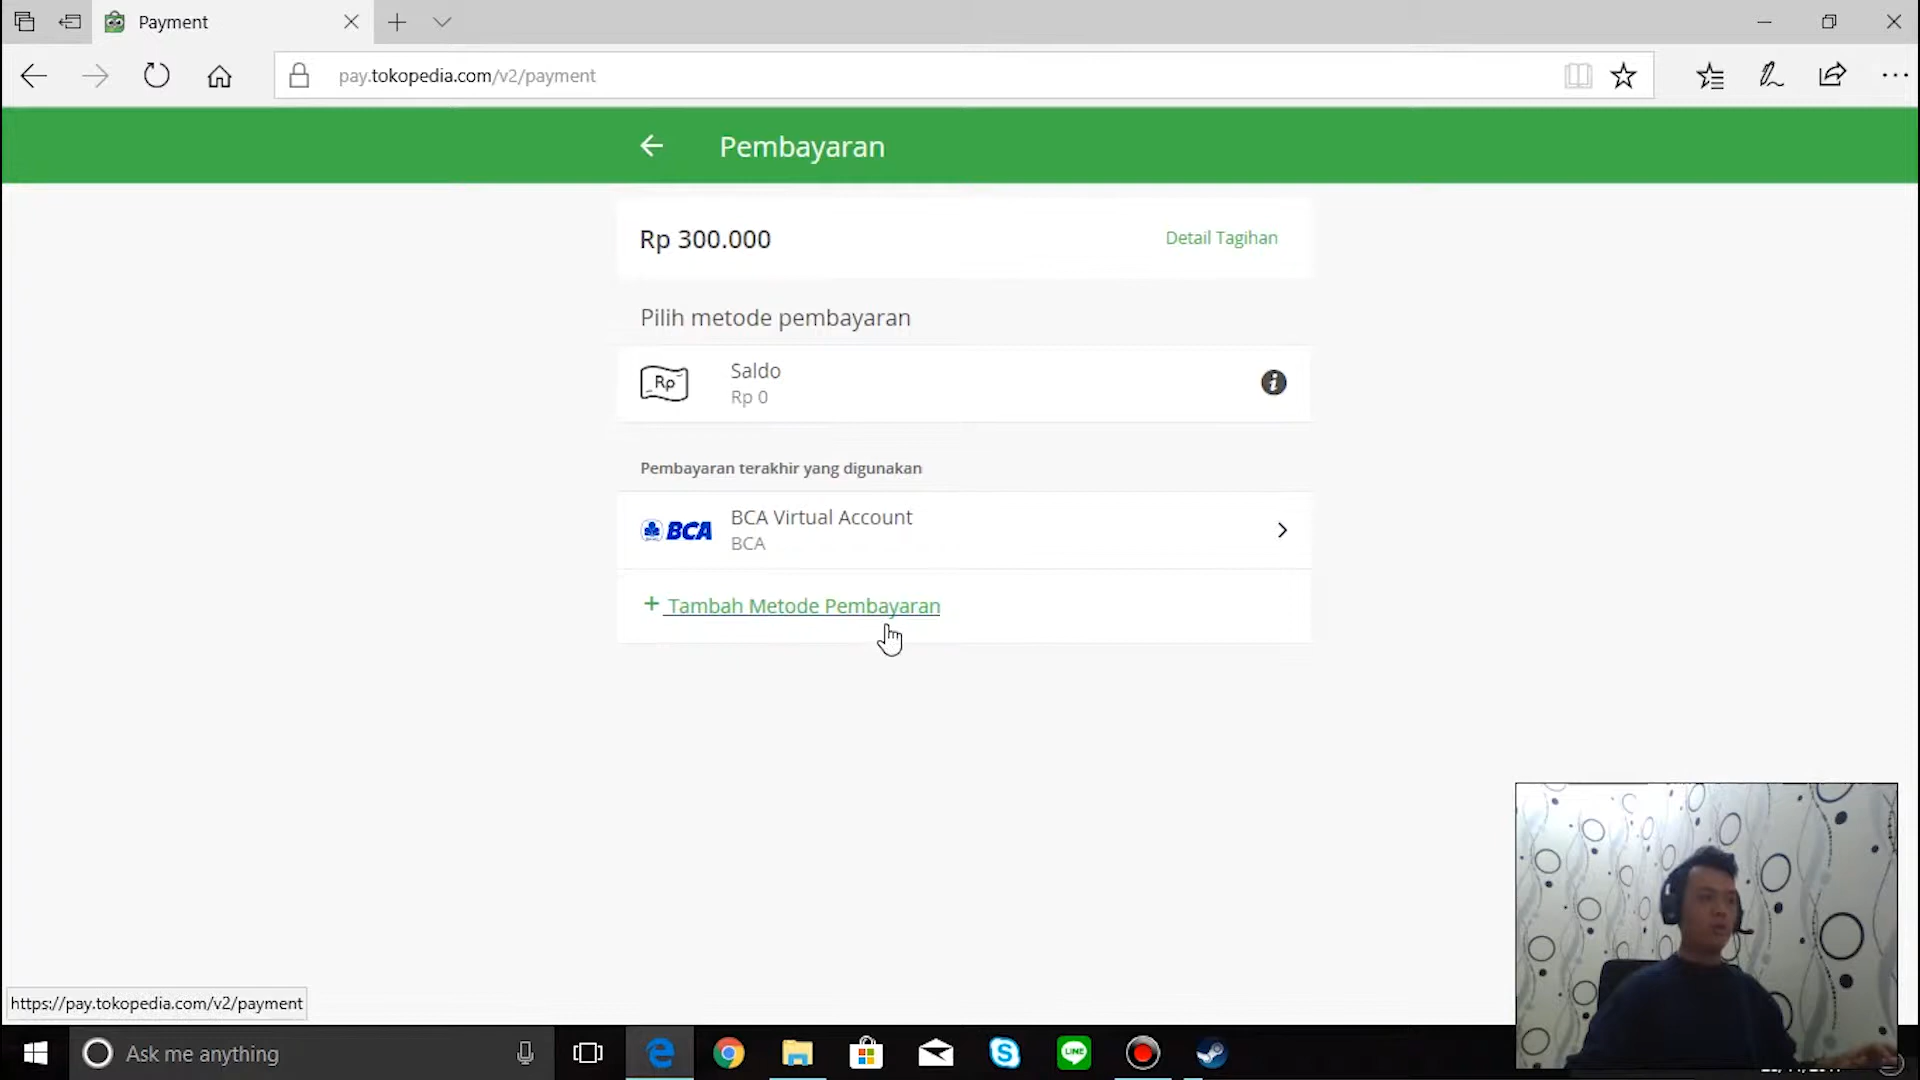 Payment
pay.tokopedia.com/v2/payment
Pembayaran
Rp 300.000
Detail Tagihan
Pilih metode pembayaran
Rp
Saldo
Rp 0
Pembayaran terakhir yang digunakan
BCA
BCA Virtual Account
BCA
+ Tambah Metode Pembayaran
https://pay.tokopedia.com/v2/payment
Ask me anything
LINE